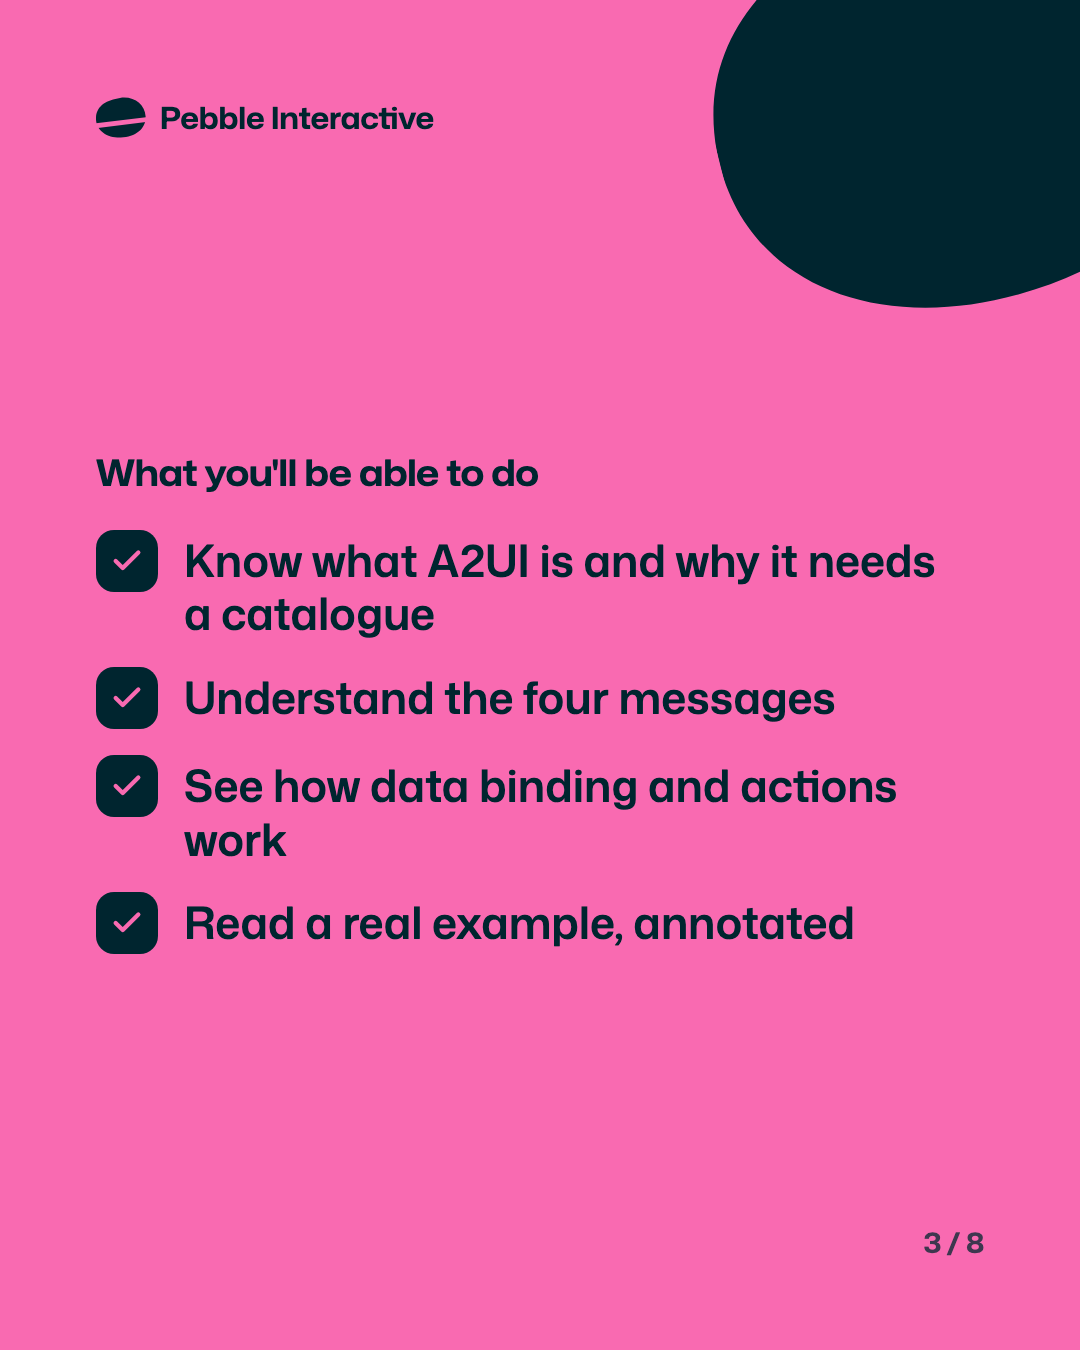 Pebble Interactive
What you'll be able to do
Know what A2UI is and why it needs
a catalogue
Understand the four messages
See how data binding and actions
work
Read a real example, annotated
3 / 8